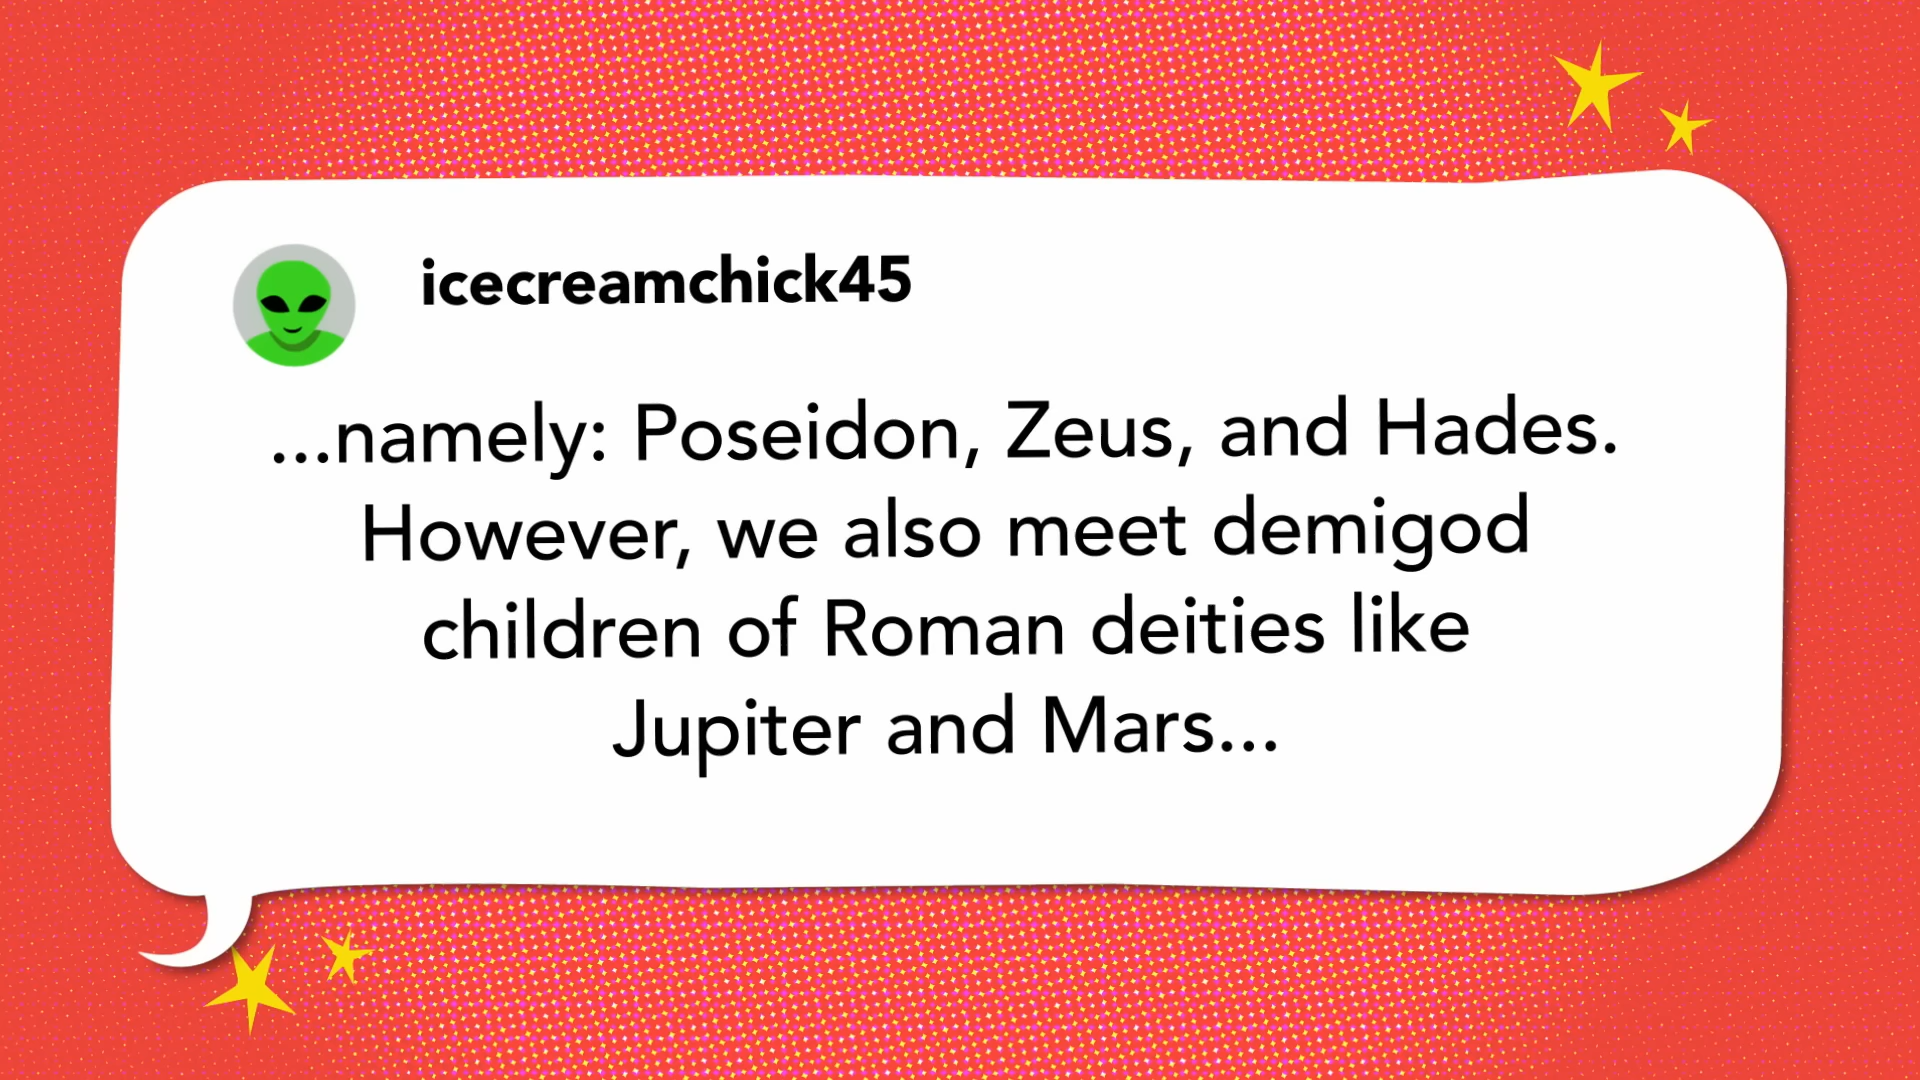 icecreamchick45
...namely: Poseidon, Zeus, and Hades.
However, we also meet demigod
children of Roman deities like
Jupiter and Mars...